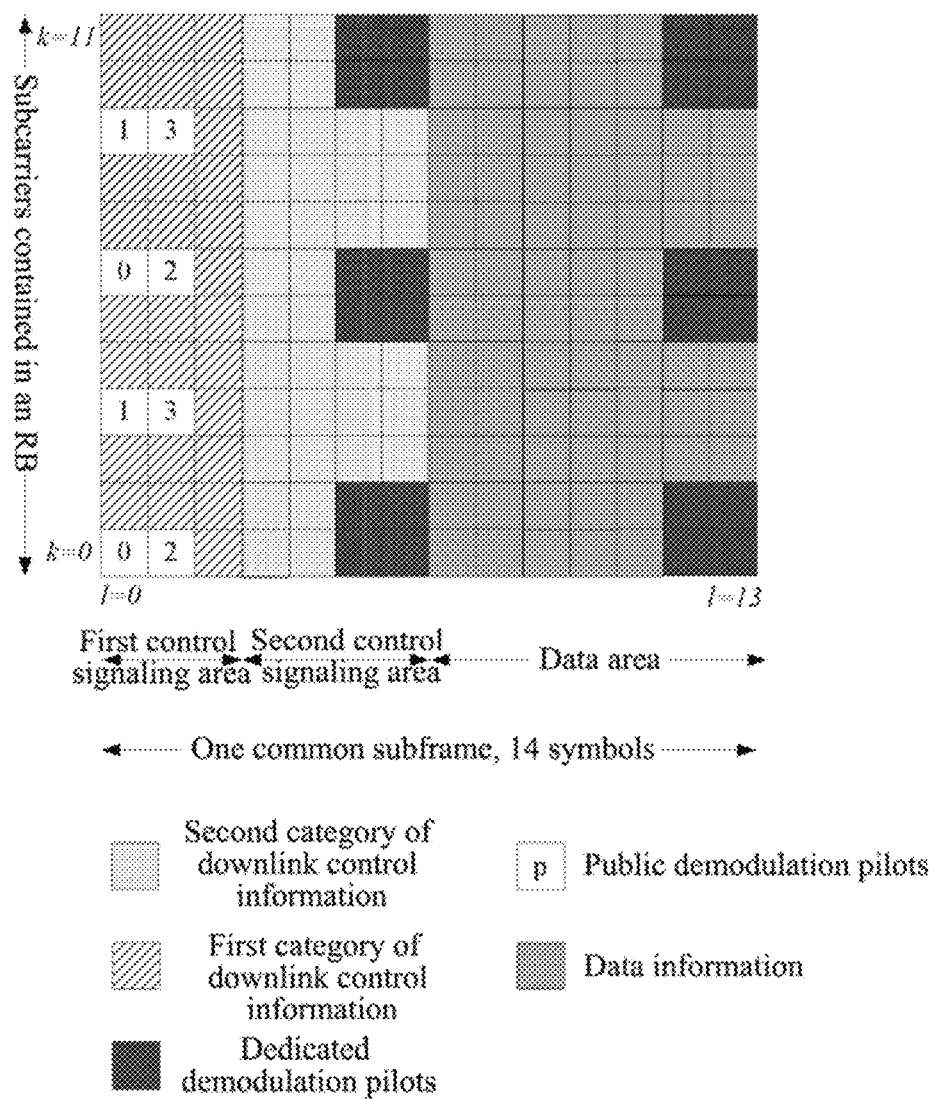 k=11
Subcarriers contained in an RB
1 3
0 2
1 3
k=0 0 2
l=0 l=13
First control signaling area
Second control signaling area
Data area
One common subframe, 14 symbols
Second category of
downlink control
information
p Public demodulation pilots
First category of
downlink control
information
Data information
Dedicated
demodulation pilots